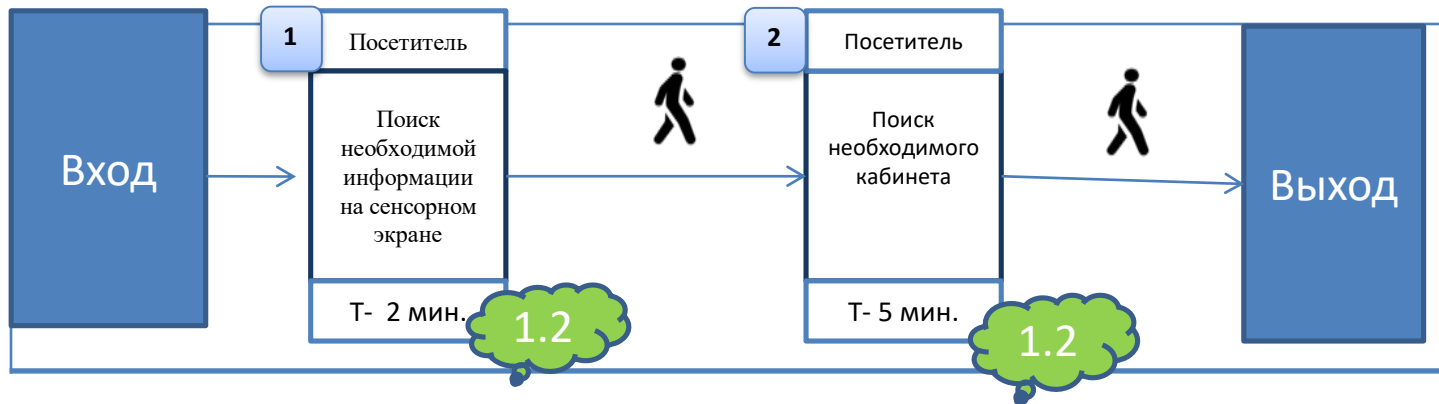 Вход
1
Посетитель
Поиск
необходимой
информации
на сенсорном
экране
Т- 2 мин.
1.2
2
Посетитель
Поиск
необходимого
кабинета
Т- 5 мин.
1.2
Выход